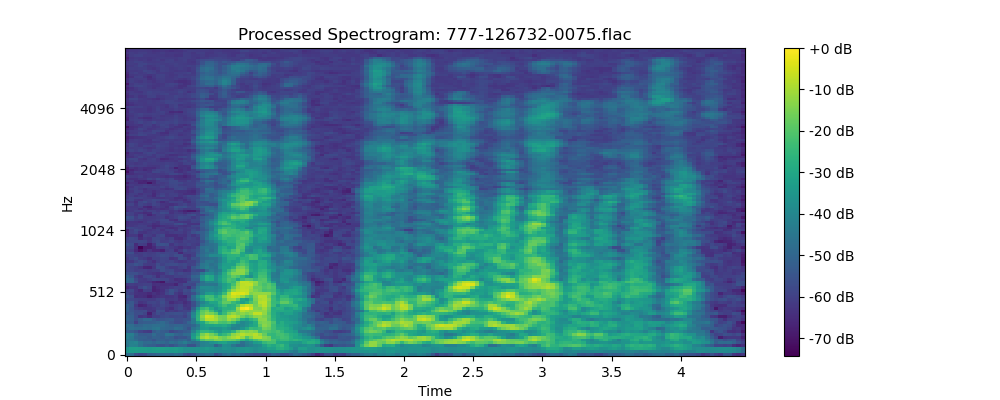 Processed Spectrogram: 777-126732-0075.flac
Hz
4096
2048
1024
512
0
0 0.5 1 1.5 2 2.5 3 3.5 4
Time
+0 dB
-10 dB
-20 dB
-30 dB
-40 dB
-50 dB
-60 dB
-70 dB